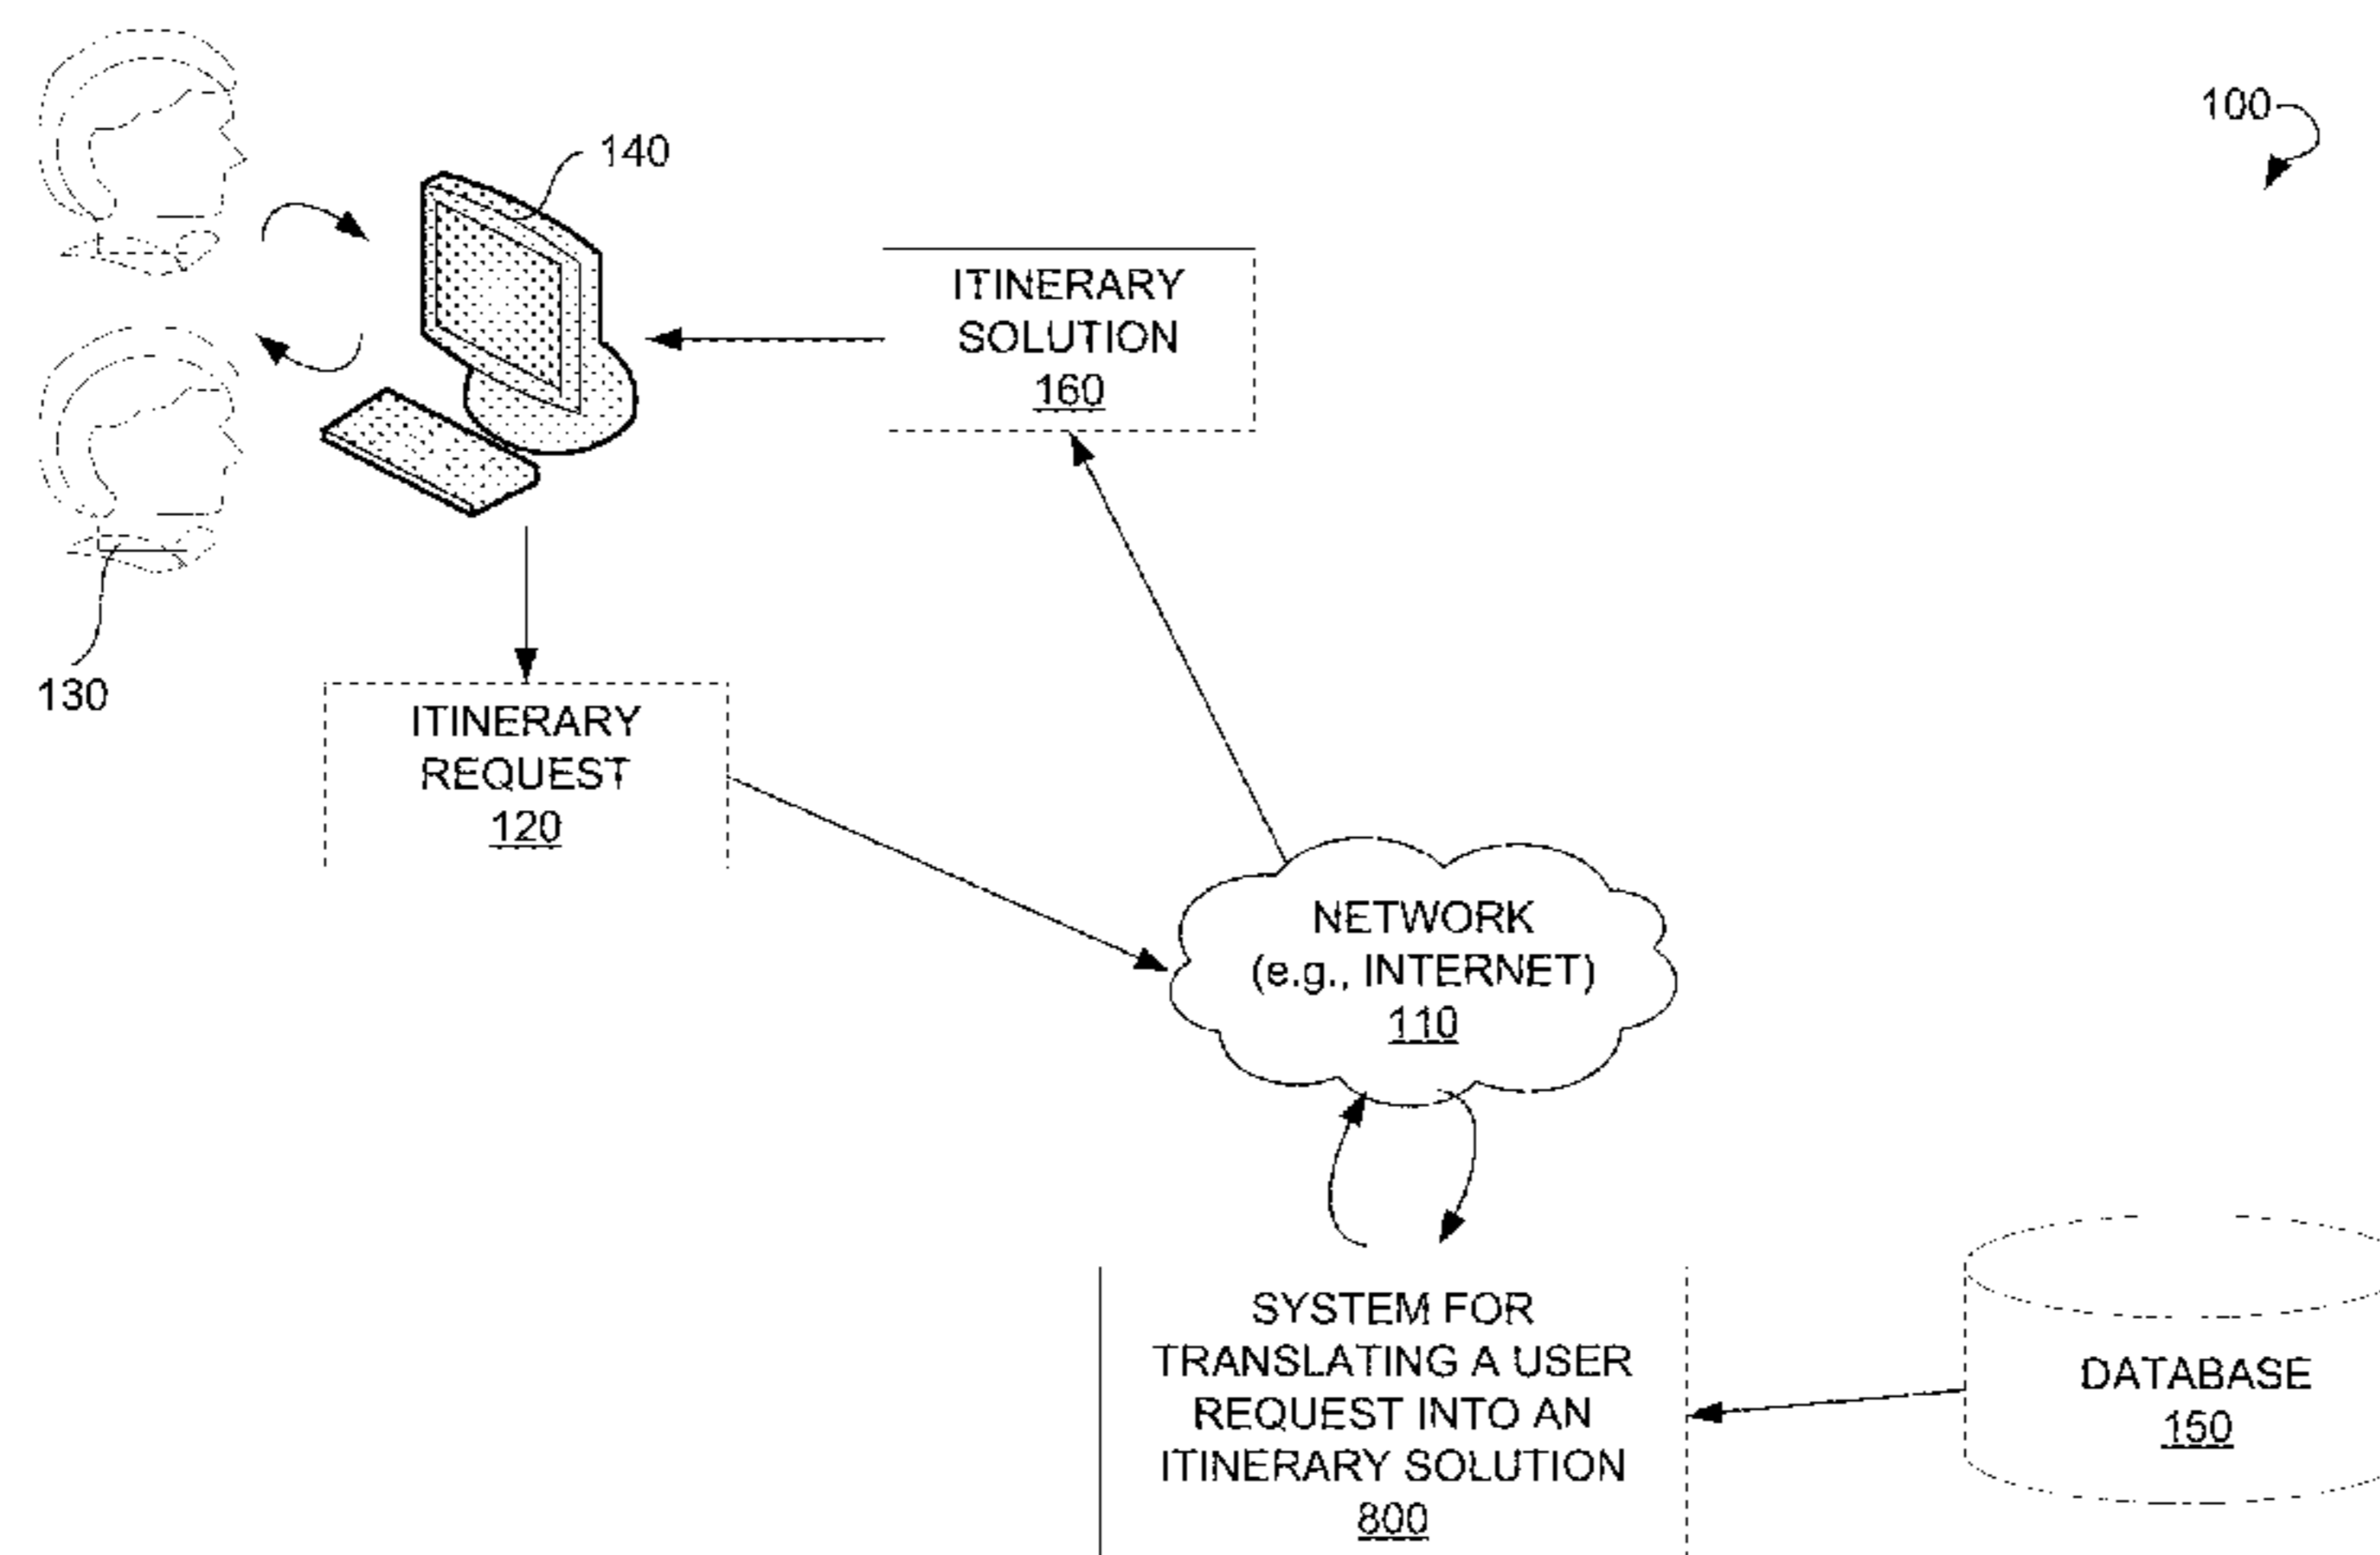 100
140
ITINERARY
SOLUTION
160
130
ITINERARY
REQUEST
120
NETWORK
(e.g., INTERNET)
110
SYSTEM FOR
TRANSLATING A USER
REQUEST INTO AN
ITINERARY SOLUTION
800
DATABASE
150